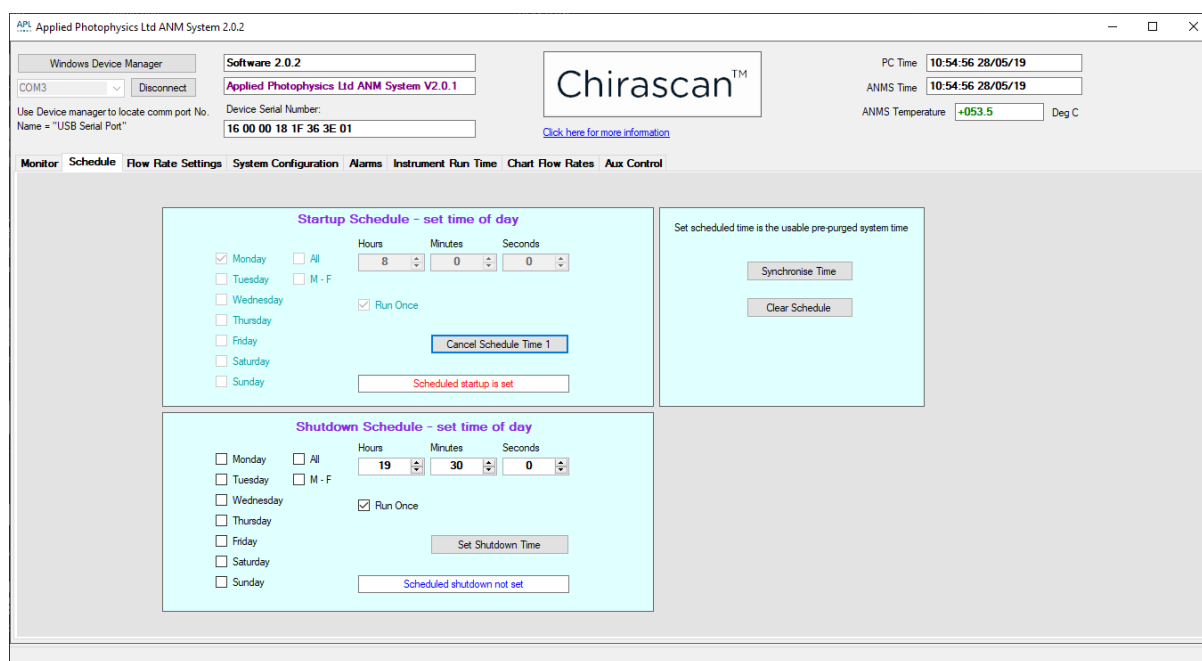 APL Applied Photophysics Ltd ANM System 2.0.2
Windows Device Manager
COM3 Disconnect
Use Device manager to locate comm port No.
Name = "USB Serial Port"
Software 2.0.2
Applied Photophysics Ltd ANM System V2.0.1
Device Serial Number:
16 00 00 18 1F 36 3E 01
Chirascan™
Click here for more information
PC Time 10:54:56 28/05/19
ANMS Time 10:54:56 28/05/19
ANMS Temperature +053.5 Deg C
Monitor Schedule Flow Rate Settings System Configuration Alarms Instrument Run Time Chart Flow Rates Aux Control
Startup Schedule - set time of day
Hours Minutes Seconds
Monday All 8 0 0
Tuesday M - F
Wednesday Run Once
Thursday
Friday Cancel Schedule Time 1
Saturday
Sunday Scheduled startup is set
Set scheduled time is the usable pre-purged system time
Synchronise Time
Clear Schedule
Shutdown Schedule - set time of day
Hours Minutes Seconds
Monday All 19 30 0
Tuesday M - F
Wednesday Run Once
Thursday
Friday Set Shutdown Time
Saturday
Sunday Scheduled shutdown not set